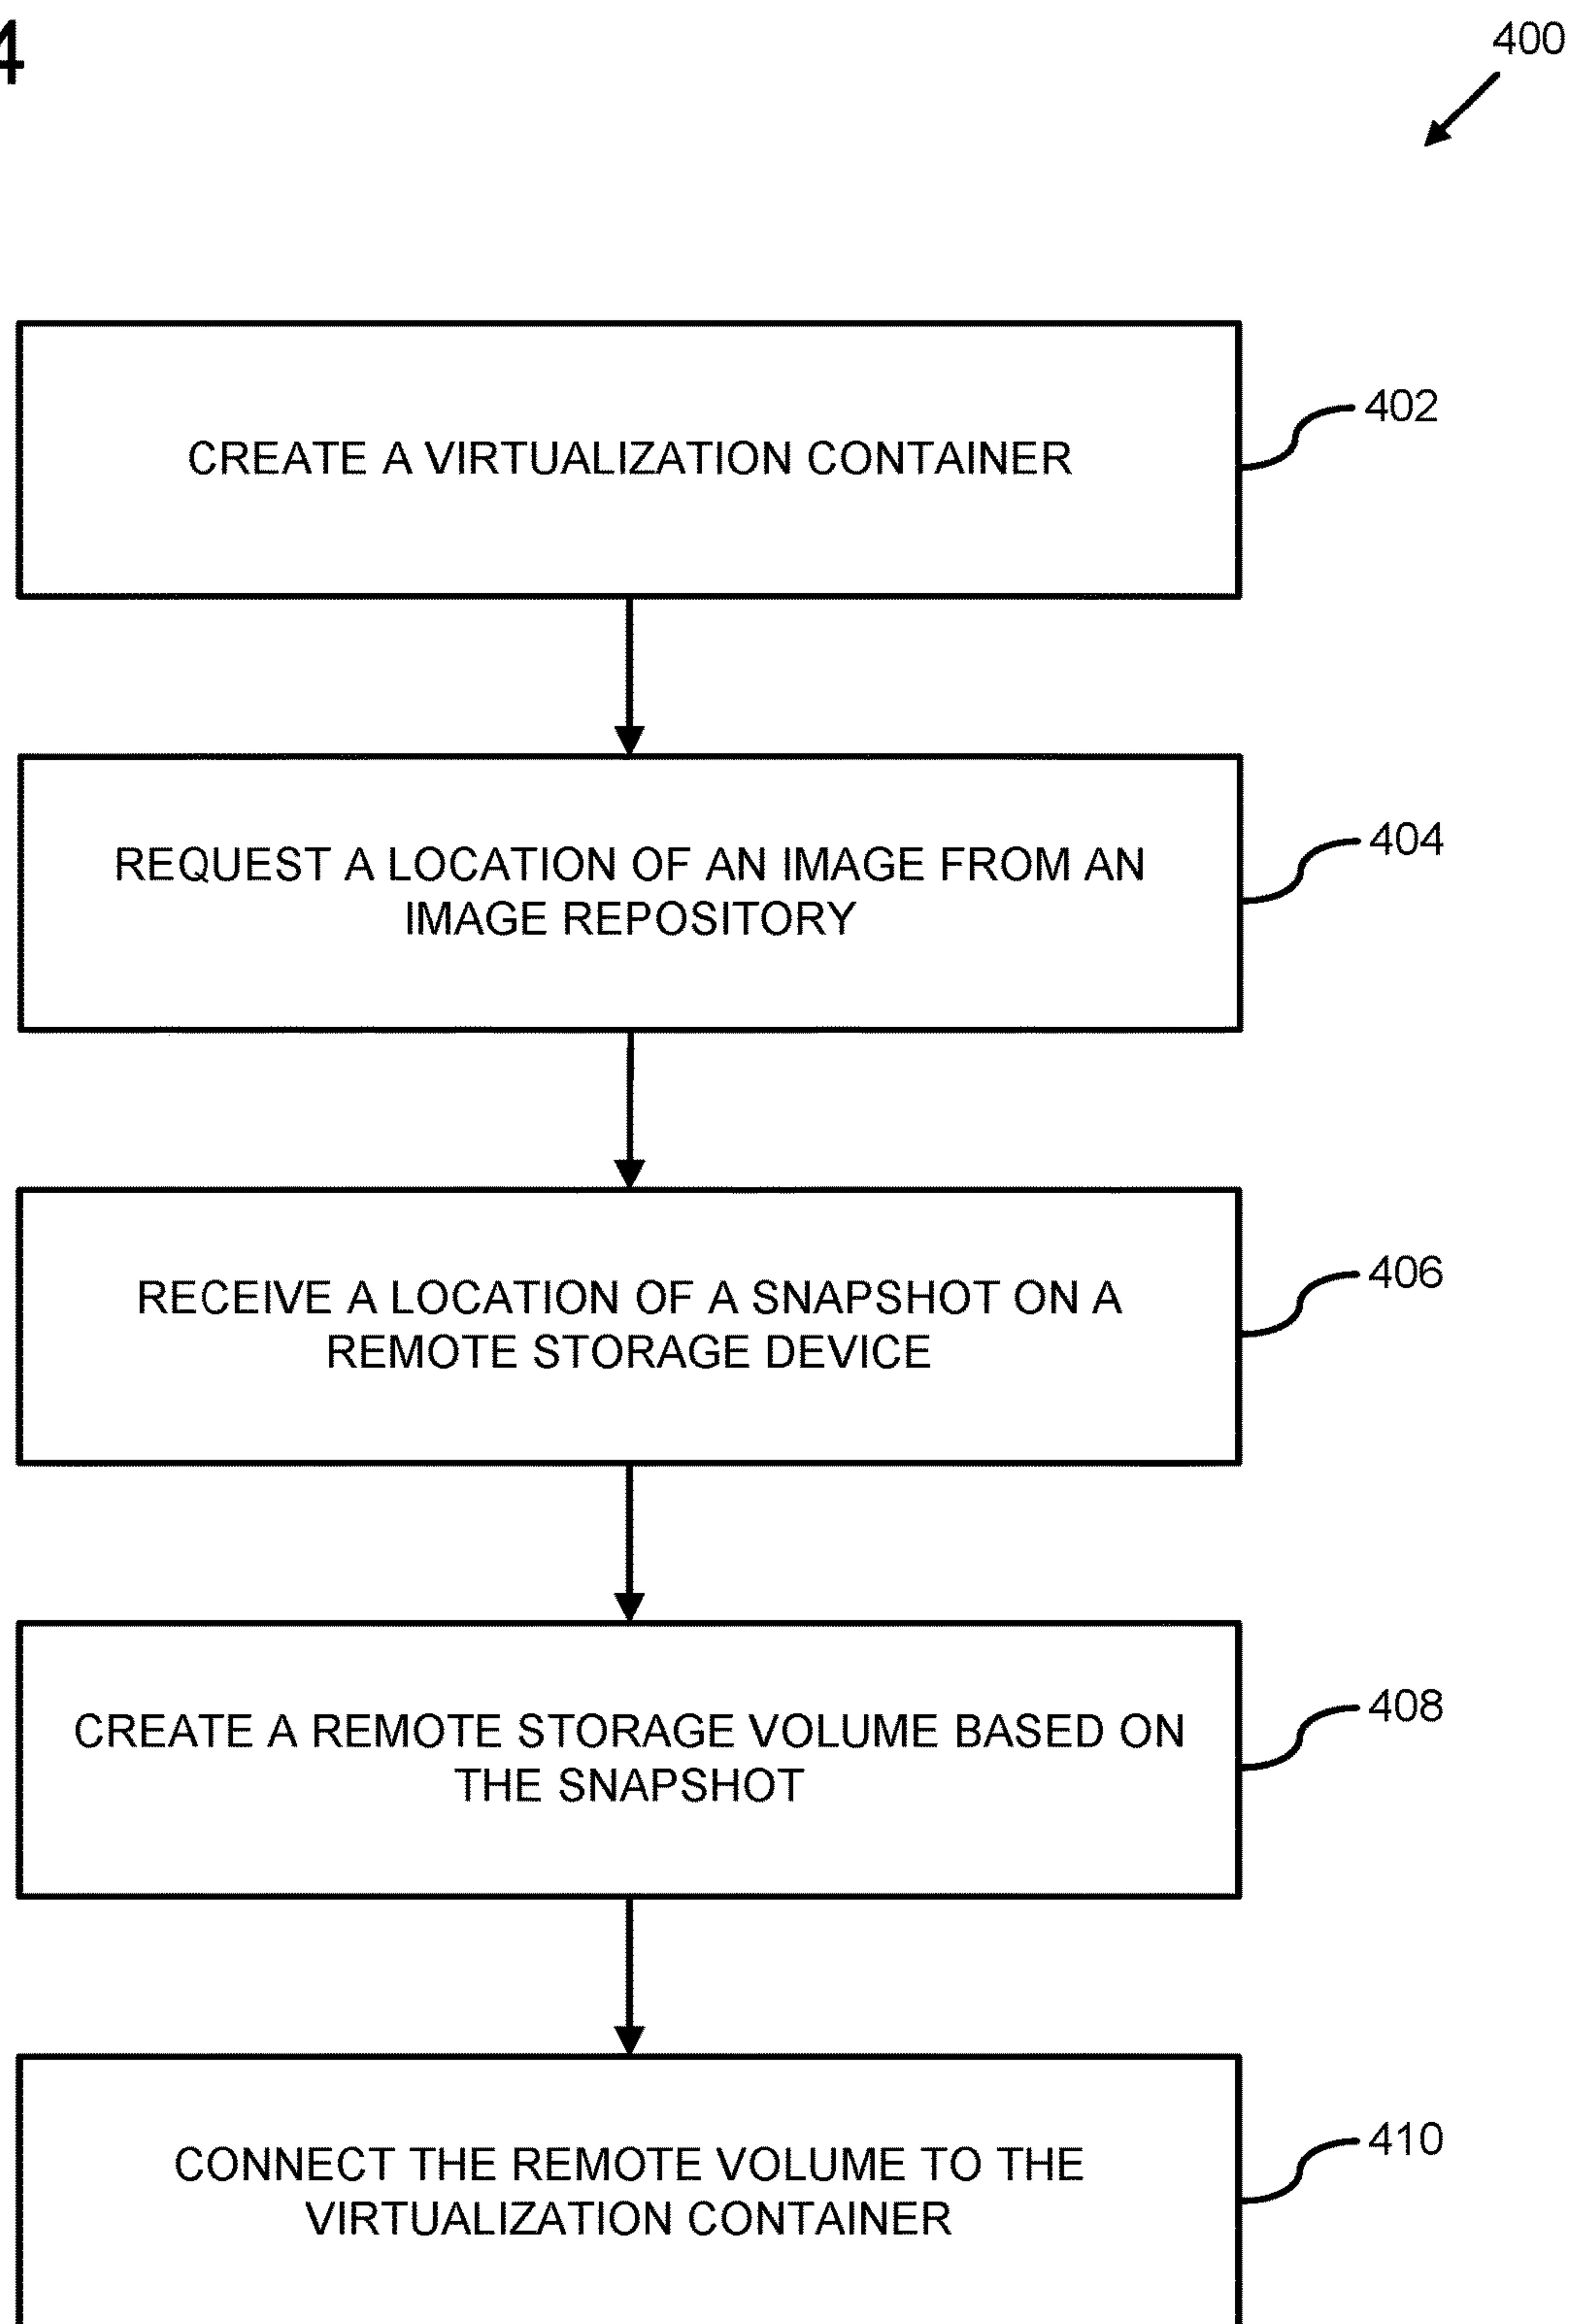 4
400
CREATE A VIRTUALIZATION CONTAINER
402
REQUEST A LOCATION OF AN IMAGE FROM AN
IMAGE REPOSITORY
404
RECEIVE A LOCATION OF A SNAPSHOT ON A
REMOTE STORAGE DEVICE
406
CREATE A REMOTE STORAGE VOLUME BASED ON
THE SNAPSHOT
408
CONNECT THE REMOTE VOLUME TO THE
VIRTUALIZATION CONTAINER
410